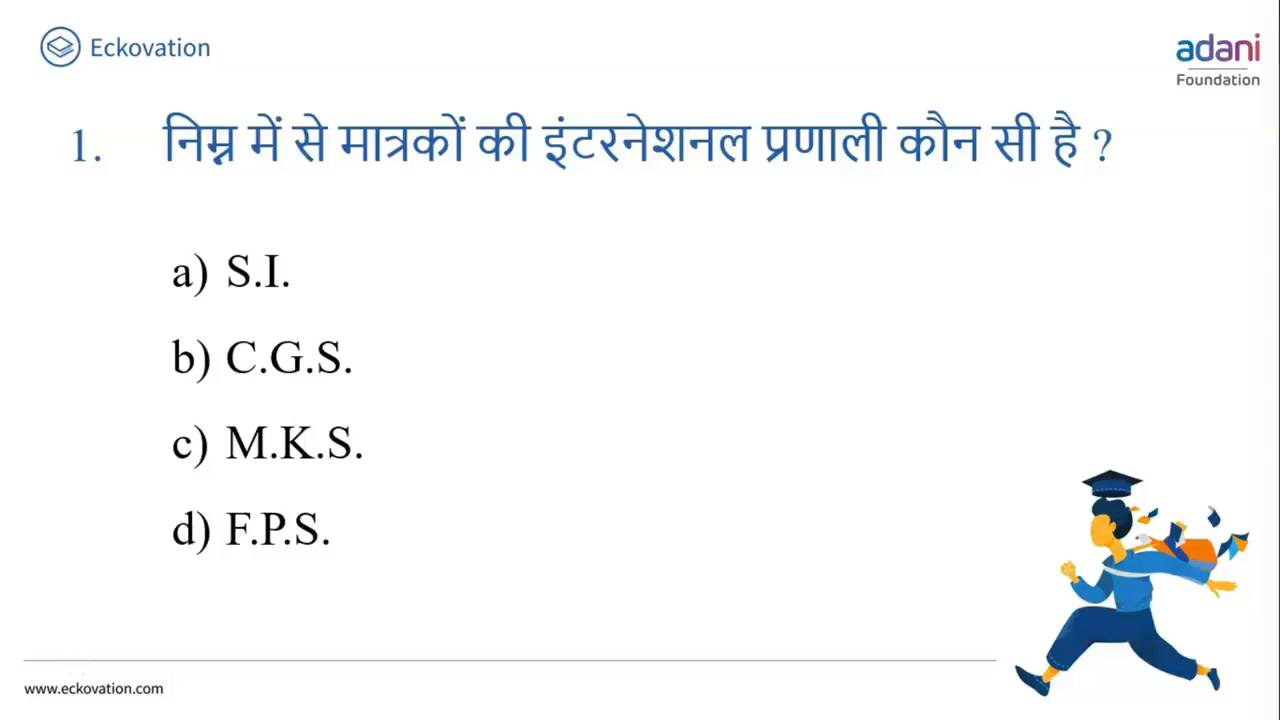 Eckovation
adani
Foundation
1. निम्न में से मात्रकों की इंटरनेशनल प्रणाली कौन सी है ?
a) S.I.
b) C.G.S.
c) M.K.S.
d) F.P.S.
www.eckovation.com